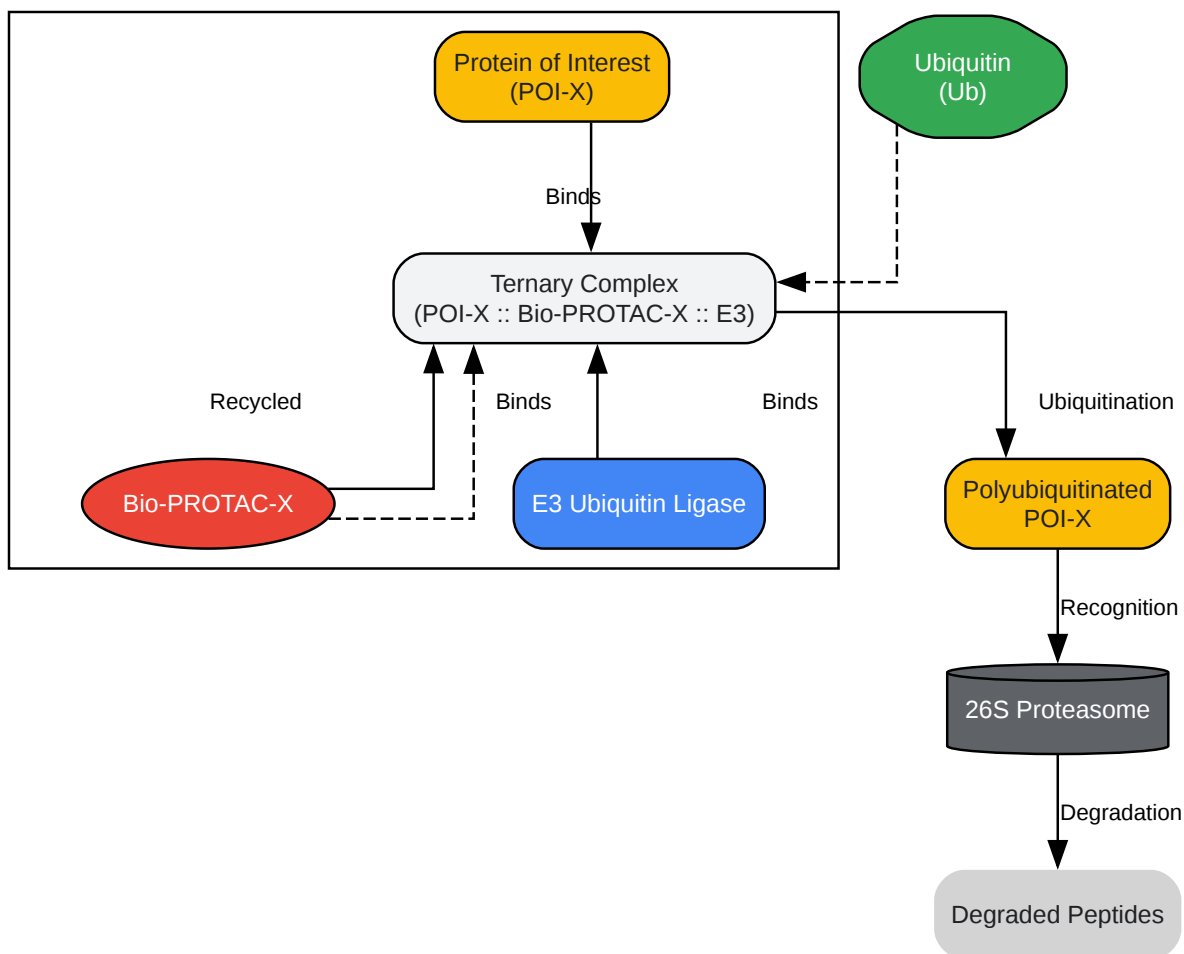 Protein of Interest
(POI-X)
Ubiquitin
(Ub)
Binds
Ternary Complex
(POI-X :: Bio-PROTAC-X :: E3)
Recycled
Binds
Binds
Ubiquitination
Bio-PROTAC-X
E3 Ubiquitin Ligase
Polyubiquitinated
POI-X
Recognition
26S Proteasome
Degradation
Degraded Peptides